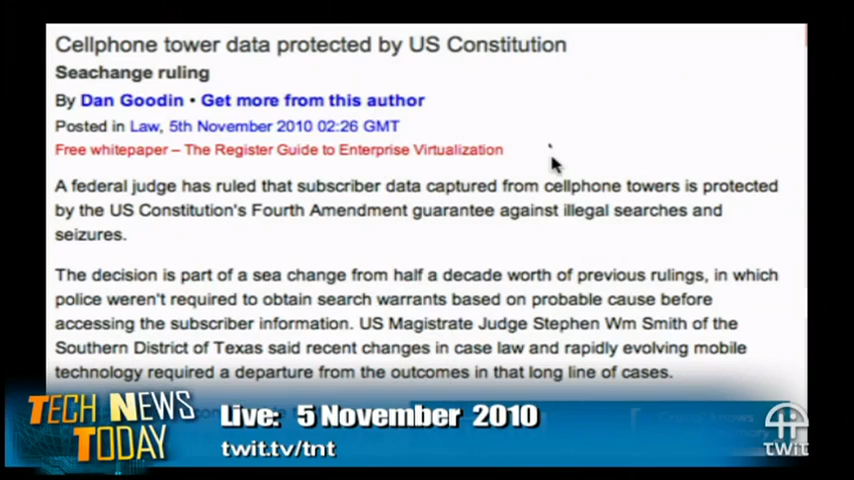 Cellphone tower data protected by US Constitution
Seachange ruling
By Dan Goodin • Get more from this author
Posted in Law, 5th November 2010 02:26 GMT
Free whitepaper – The Register Guide to Enterprise Virtualization
A federal judge has ruled that subscriber data captured from cellphone towers is protected
by the US Constitution's Fourth Amendment guarantee against illegal searches and
seizures.
The decision is part of a sea change from half a decade worth of previous rulings, in which
police weren't required to obtain search warrants based on probable cause before
accessing the subscriber information. US Magistrate Judge Stephen Wm Smith of the
Southern District of Texas said recent changes in case law and rapidly evolving mobile
technology required a departure from the outcomes in that long line of cases.
TECH NEWS
TODAY
Live: 5 November 2010
twit.tv/tnt
TWiT